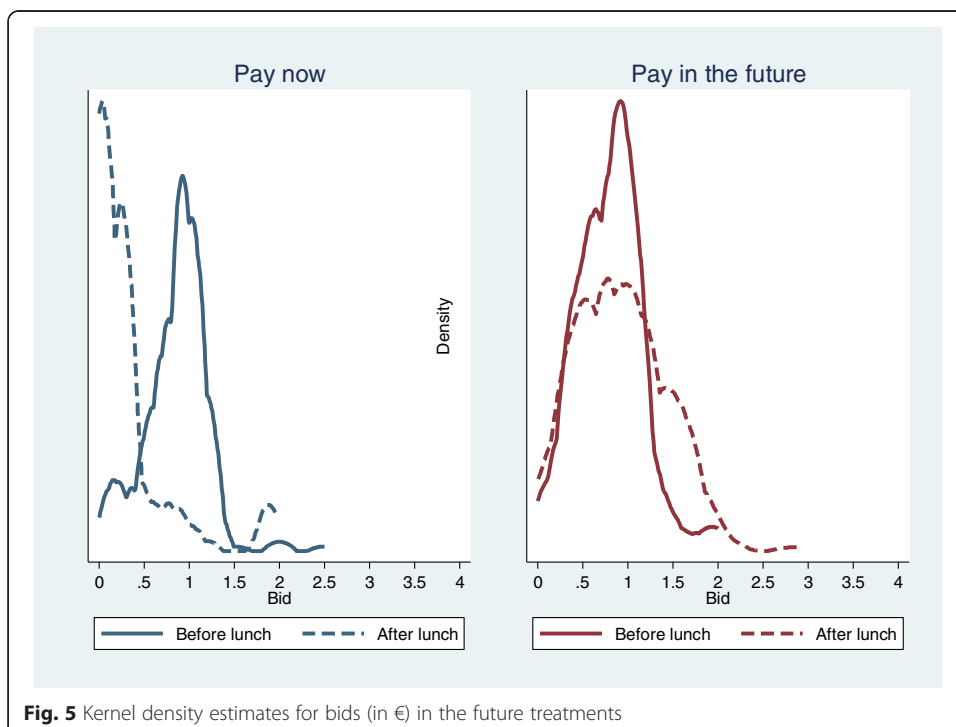 Pay now
Pay in the future
Density
0 .5 1 1.5 2 2.5 3 3.5 4
Bid
0 .5 1 1.5 2 2.5 3 3.5 4
Bid
Before lunch After lunch
Before lunch After lunch
Fig. 5 Kernel density estimates for bids (in €) in the future treatments